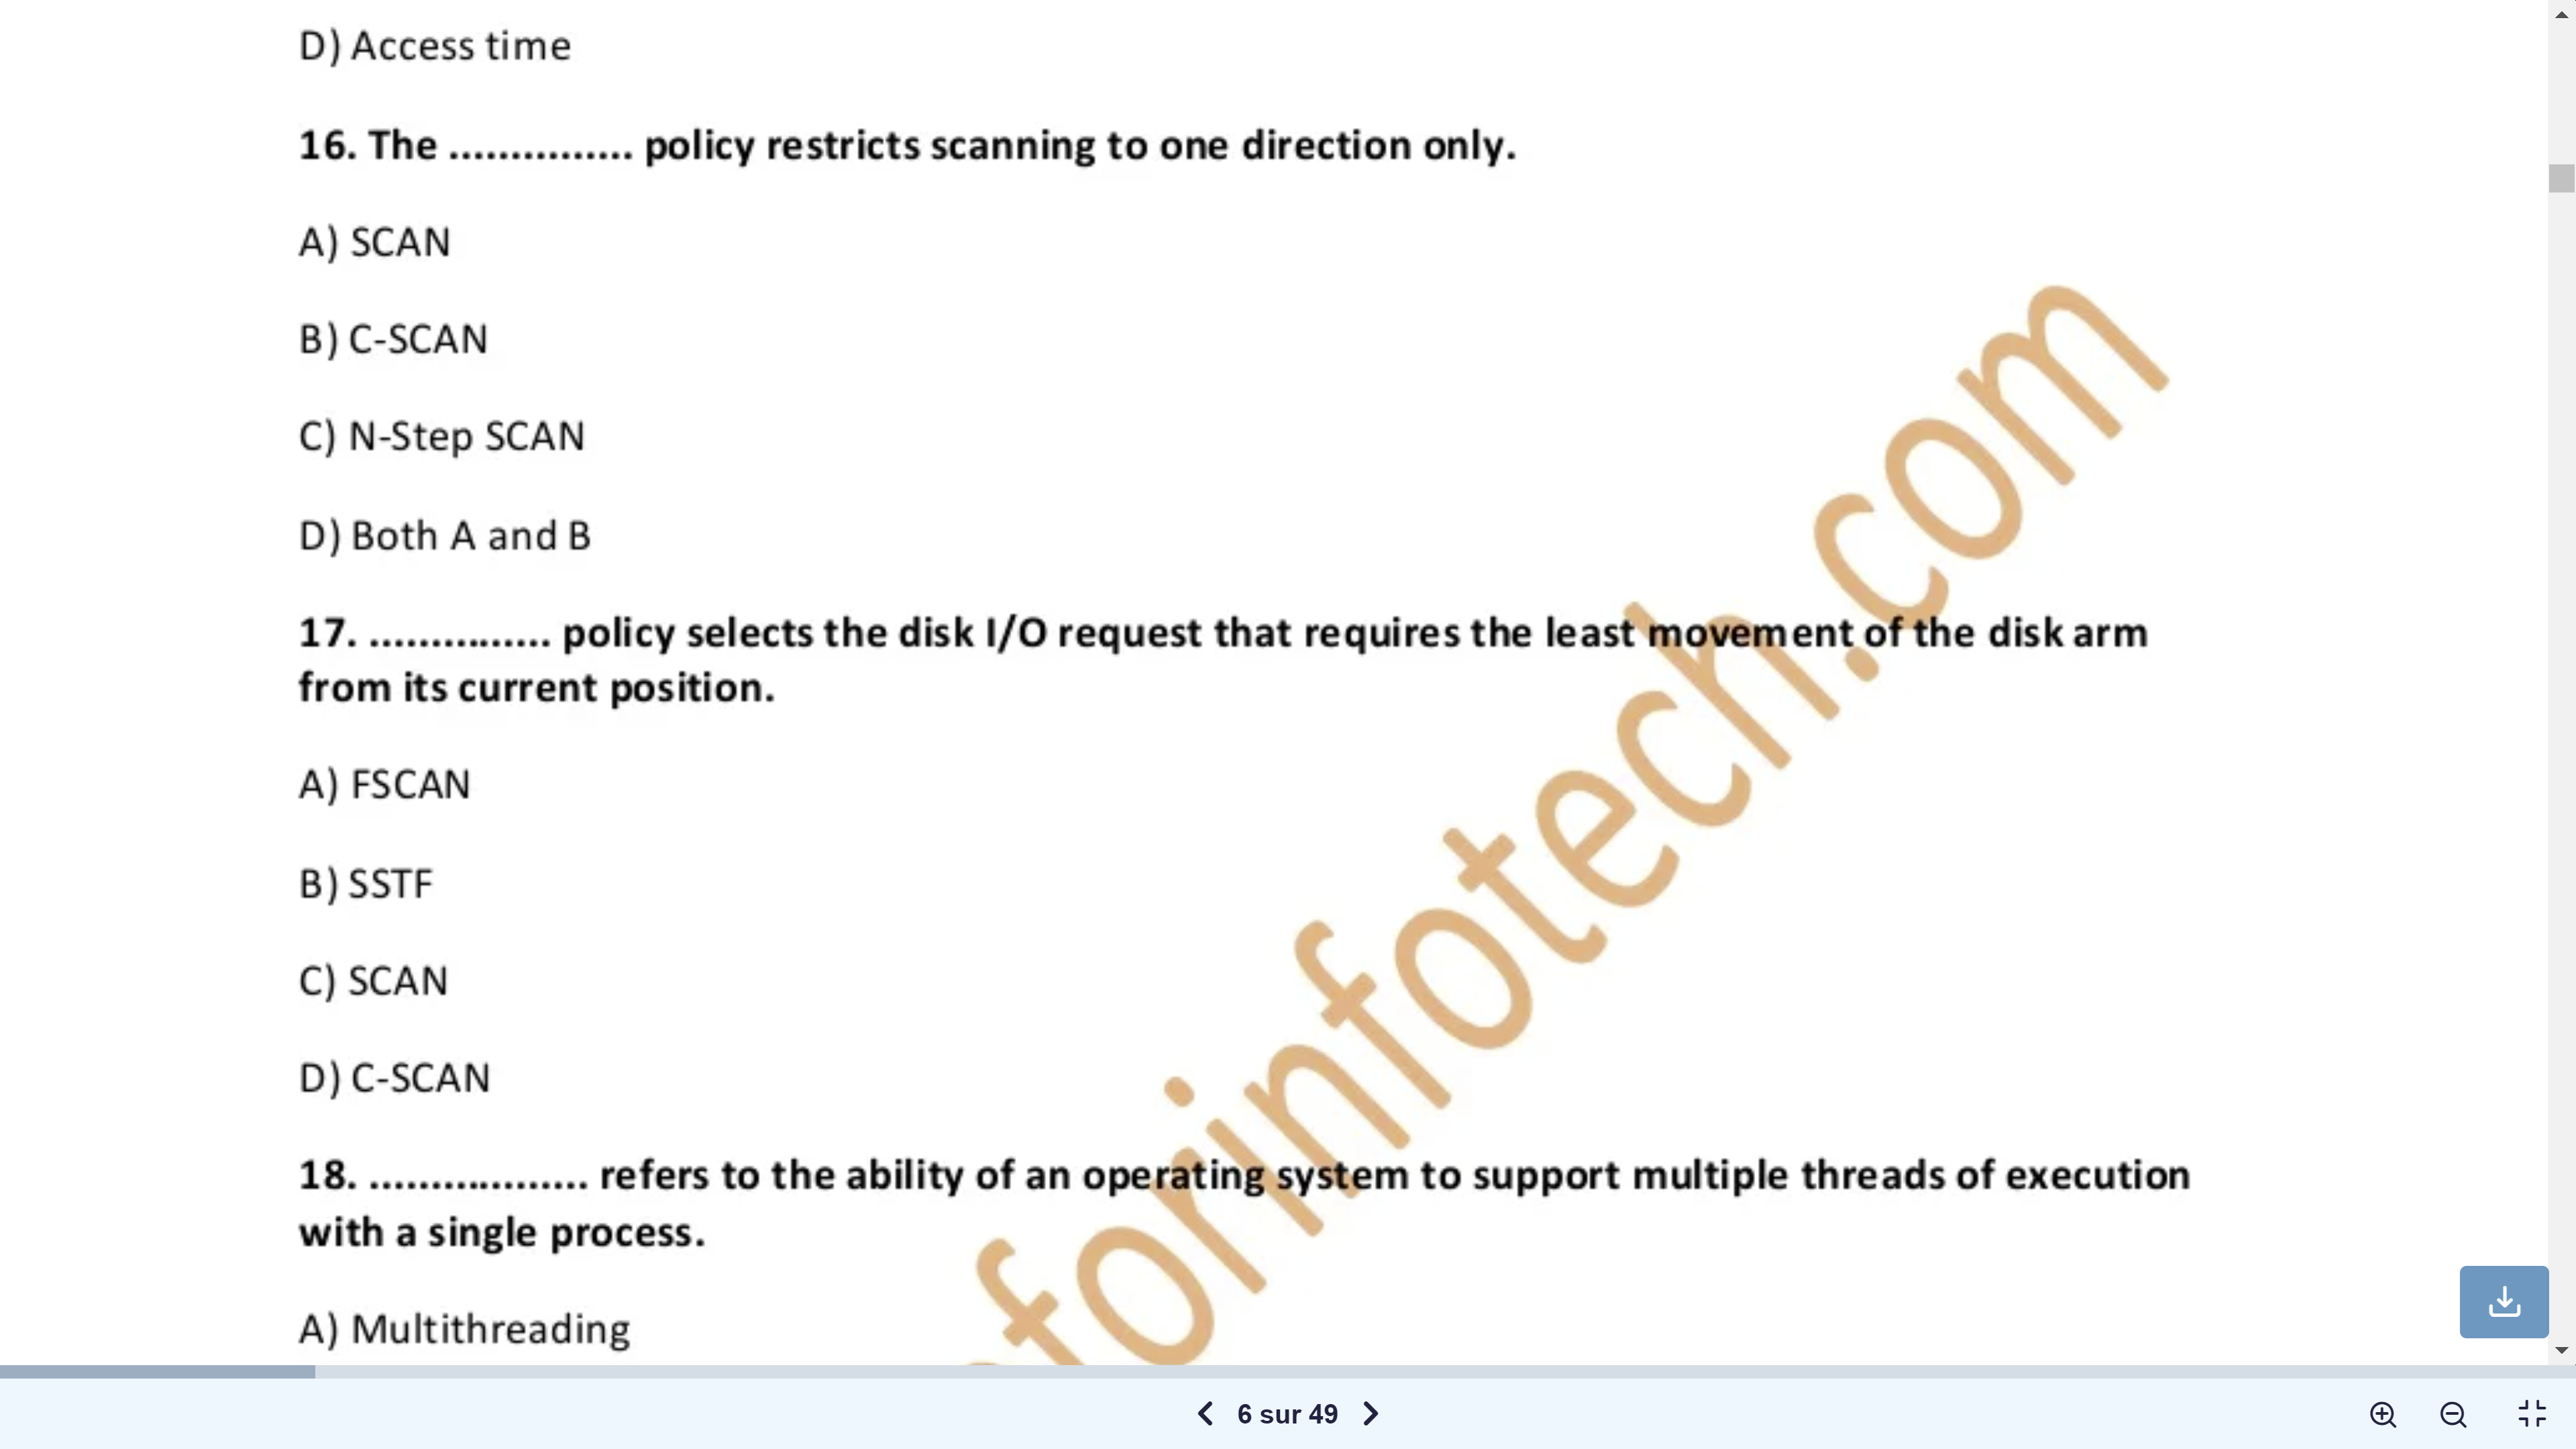 D) Access time
16. The ............... policy restricts scanning to one direction only.
A) SCAN
B) C-SCAN
C) N-Step SCAN
D) Both A and B
17. ............... policy selects the disk I/O request that requires the least movement of the disk arm
from its current position.
A) FSCAN
B) SSTF
C) SCAN
D) C-SCAN
18. .................. refers to the ability of an operating system to support multiple threads of execution
with a single process.
A) Multithreading
forinfotech.com
6 sur 49